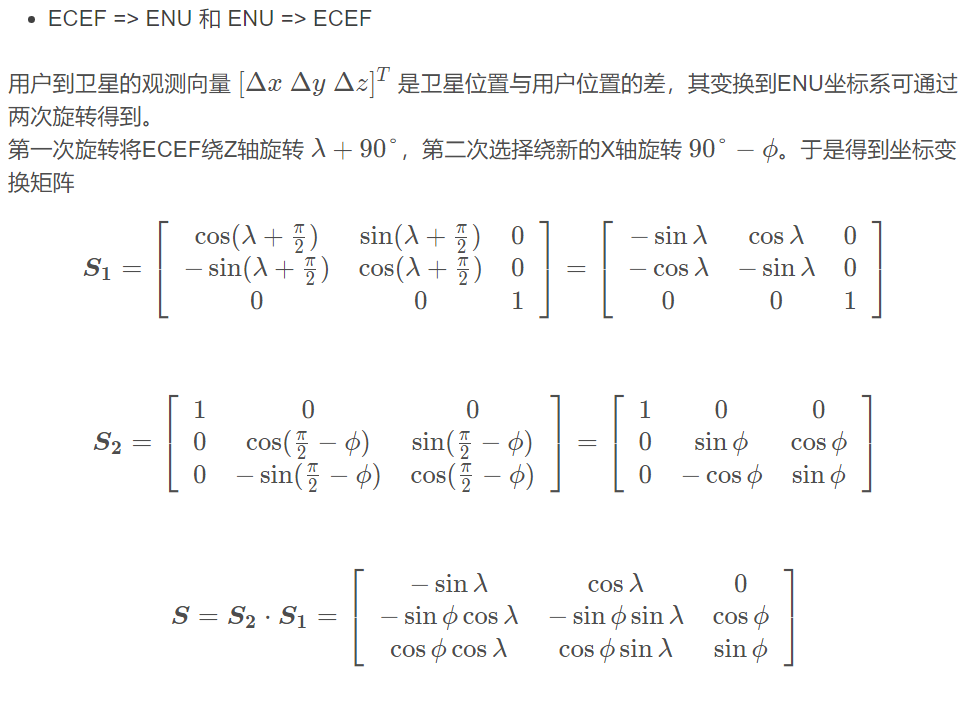 • ECEF => ENU 和 ENU => ECEF
用户到卫星的观测向量 $[\Delta x\ \Delta y\ \Delta z]^T$ 是卫星位置与用户位置的差，其变换到ENU坐标系可通过
两次旋转得到。
第一次旋转将ECEF绕Z轴旋转 $\lambda + 90^\circ$，第二次选择绕新的X轴旋转 $90^\circ - \phi$。于是得到坐标变
换矩阵
$\boldsymbol{S_1} = \begin{bmatrix} \cos(\lambda + \frac{\pi}{2}) & \sin(\lambda + \frac{\pi}{2}) & 0 \\ -\sin(\lambda + \frac{\pi}{2}) & \cos(\lambda + \frac{\pi}{2}) & 0 \\ 0 & 0 & 1 \end{bmatrix} = \begin{bmatrix} -\sin\lambda & \cos\lambda & 0 \\ -\cos\lambda & -\sin\lambda & 0 \\ 0 & 0 & 1 \end{bmatrix}$
$\boldsymbol{S_2} = \begin{bmatrix} 1 & 0 & 0 \\ 0 & \cos(\frac{\pi}{2} - \phi) & \sin(\frac{\pi}{2} - \phi) \\ 0 & -\sin(\frac{\pi}{2} - \phi) & \cos(\frac{\pi}{2} - \phi) \end{bmatrix} = \begin{bmatrix} 1 & 0 & 0 \\ 0 & \sin\phi & \cos\phi \\ 0 & -\cos\phi & \sin\phi \end{bmatrix}$
$\boldsymbol{S} = \boldsymbol{S_2} \cdot \boldsymbol{S_1} = \begin{bmatrix} -\sin\lambda & \cos\lambda & 0 \\ -\sin\phi\cos\lambda & -\sin\phi\sin\lambda & \cos\phi \\ \cos\phi\cos\lambda & \cos\phi\sin\lambda & \sin\phi \end{bmatrix}$